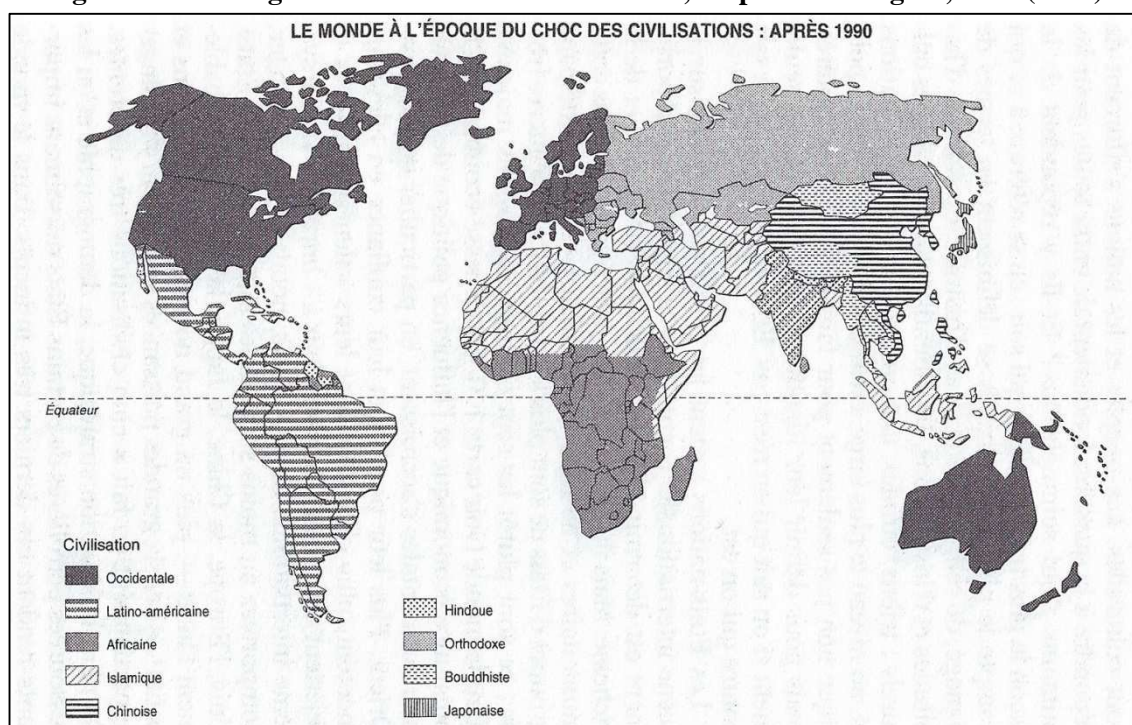 LE MONDE À L'ÉPOQUE DU CHOC DES CIVILISATIONS : APRÈS 1990
Équateur
Civilisation
Occidentale
Latino-américaine
Africaine
Islamique
Chinoise
Hindoue
Orthodoxe
Bouddhiste
Japonaise